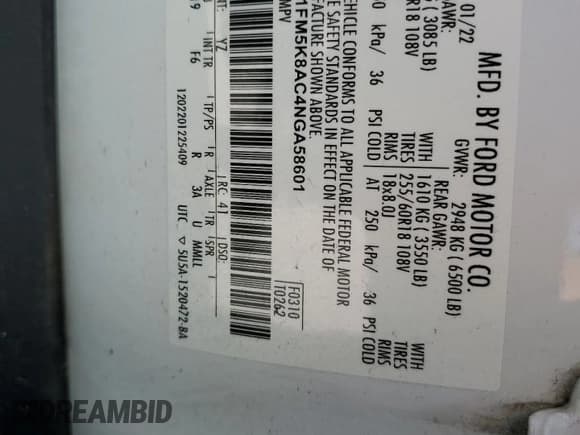 MFD. BY FORD MOTOR CO.
01/22
GVWR: 2948 KG ( 6500 LB)
GAWR:
REAR GAWR:
( 3085 LB)
WITH
1610 KG ( 3550 LB)
WITH
R18 108V
TIRES
255/60R18 108V
TIRES
RIMS
18x8.0J
RIMS
kPa/ 36 PSI COLD
AT 250 kPa/ 36 PSI COLD
VEHICLE CONFORMS TO ALL APPLICABLE FEDERAL MOTOR
SAFETY STANDARDS IN EFFECT ON THE DATE OF
FACTURE SHOWN ABOVE.
1FM5K8AC4NGA58601
MPV
F0310
T0262
YZ
RC: 41
DSO:
INT TR
TP/PS
R
AXLE
TR
SPR
F6
R
3A
U
MMLL
1202201225409
UTC
5U5A-1520472-BA
DREAMBID